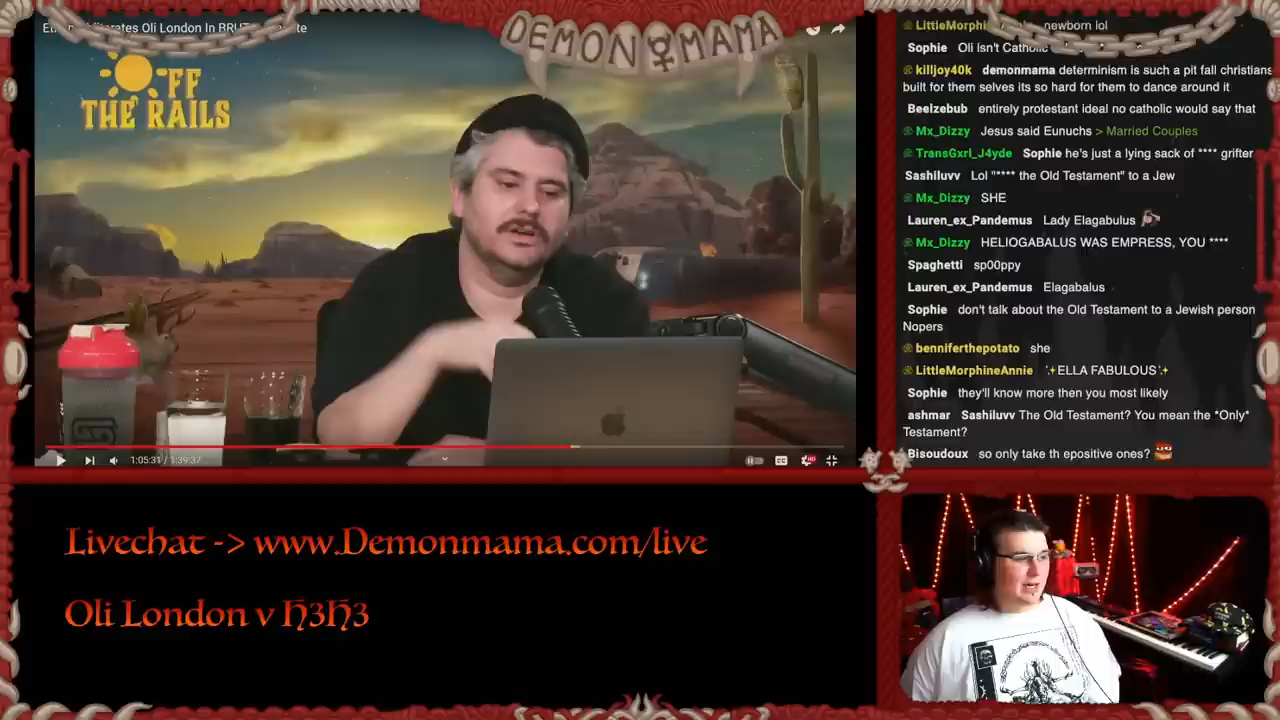 Oli London In
DEMON MAMA
OFF
THE RAILS
1:05:31 / 1:39:37
CC
newborn lol
Sophie Oli isn't Catholic
killjoy40k demonmama determinism is such a pit fall christians
built for them selves its so hard for them to dance around it
Beelzebub entirely protestant ideal no catholic would say that
Mx_Dizzy Jesus said Eunuchs > Married Couples
TransGxrl_J4yde Sophie he's just a lying sack of **** grifter
Sashiluvv Lol "**** the Old Testament" to a Jew
Mx_Dizzy SHE
Lauren_ex_Pandemus Lady Elagabulus
Mx_Dizzy HELIOGABALUS WAS EMPRESS, YOU ****
Spaghetti sp00ppy
Lauren_ex_Pandemus Elagabalus
Sophie don't talk about the Old Testament to a Jewish person
Nopers
benniferthepotato she
LittleMorphineAnnie ✨ELLA FABULOUS✨
Sophie they'll know more then you most likely
ashmar Sashiluvv The Old Testament? You mean the *Only*
Testament?
Bisoudoux so only take th epositive ones?
Livechat -> www.Demonmama.com/live
Oli London v H3H3